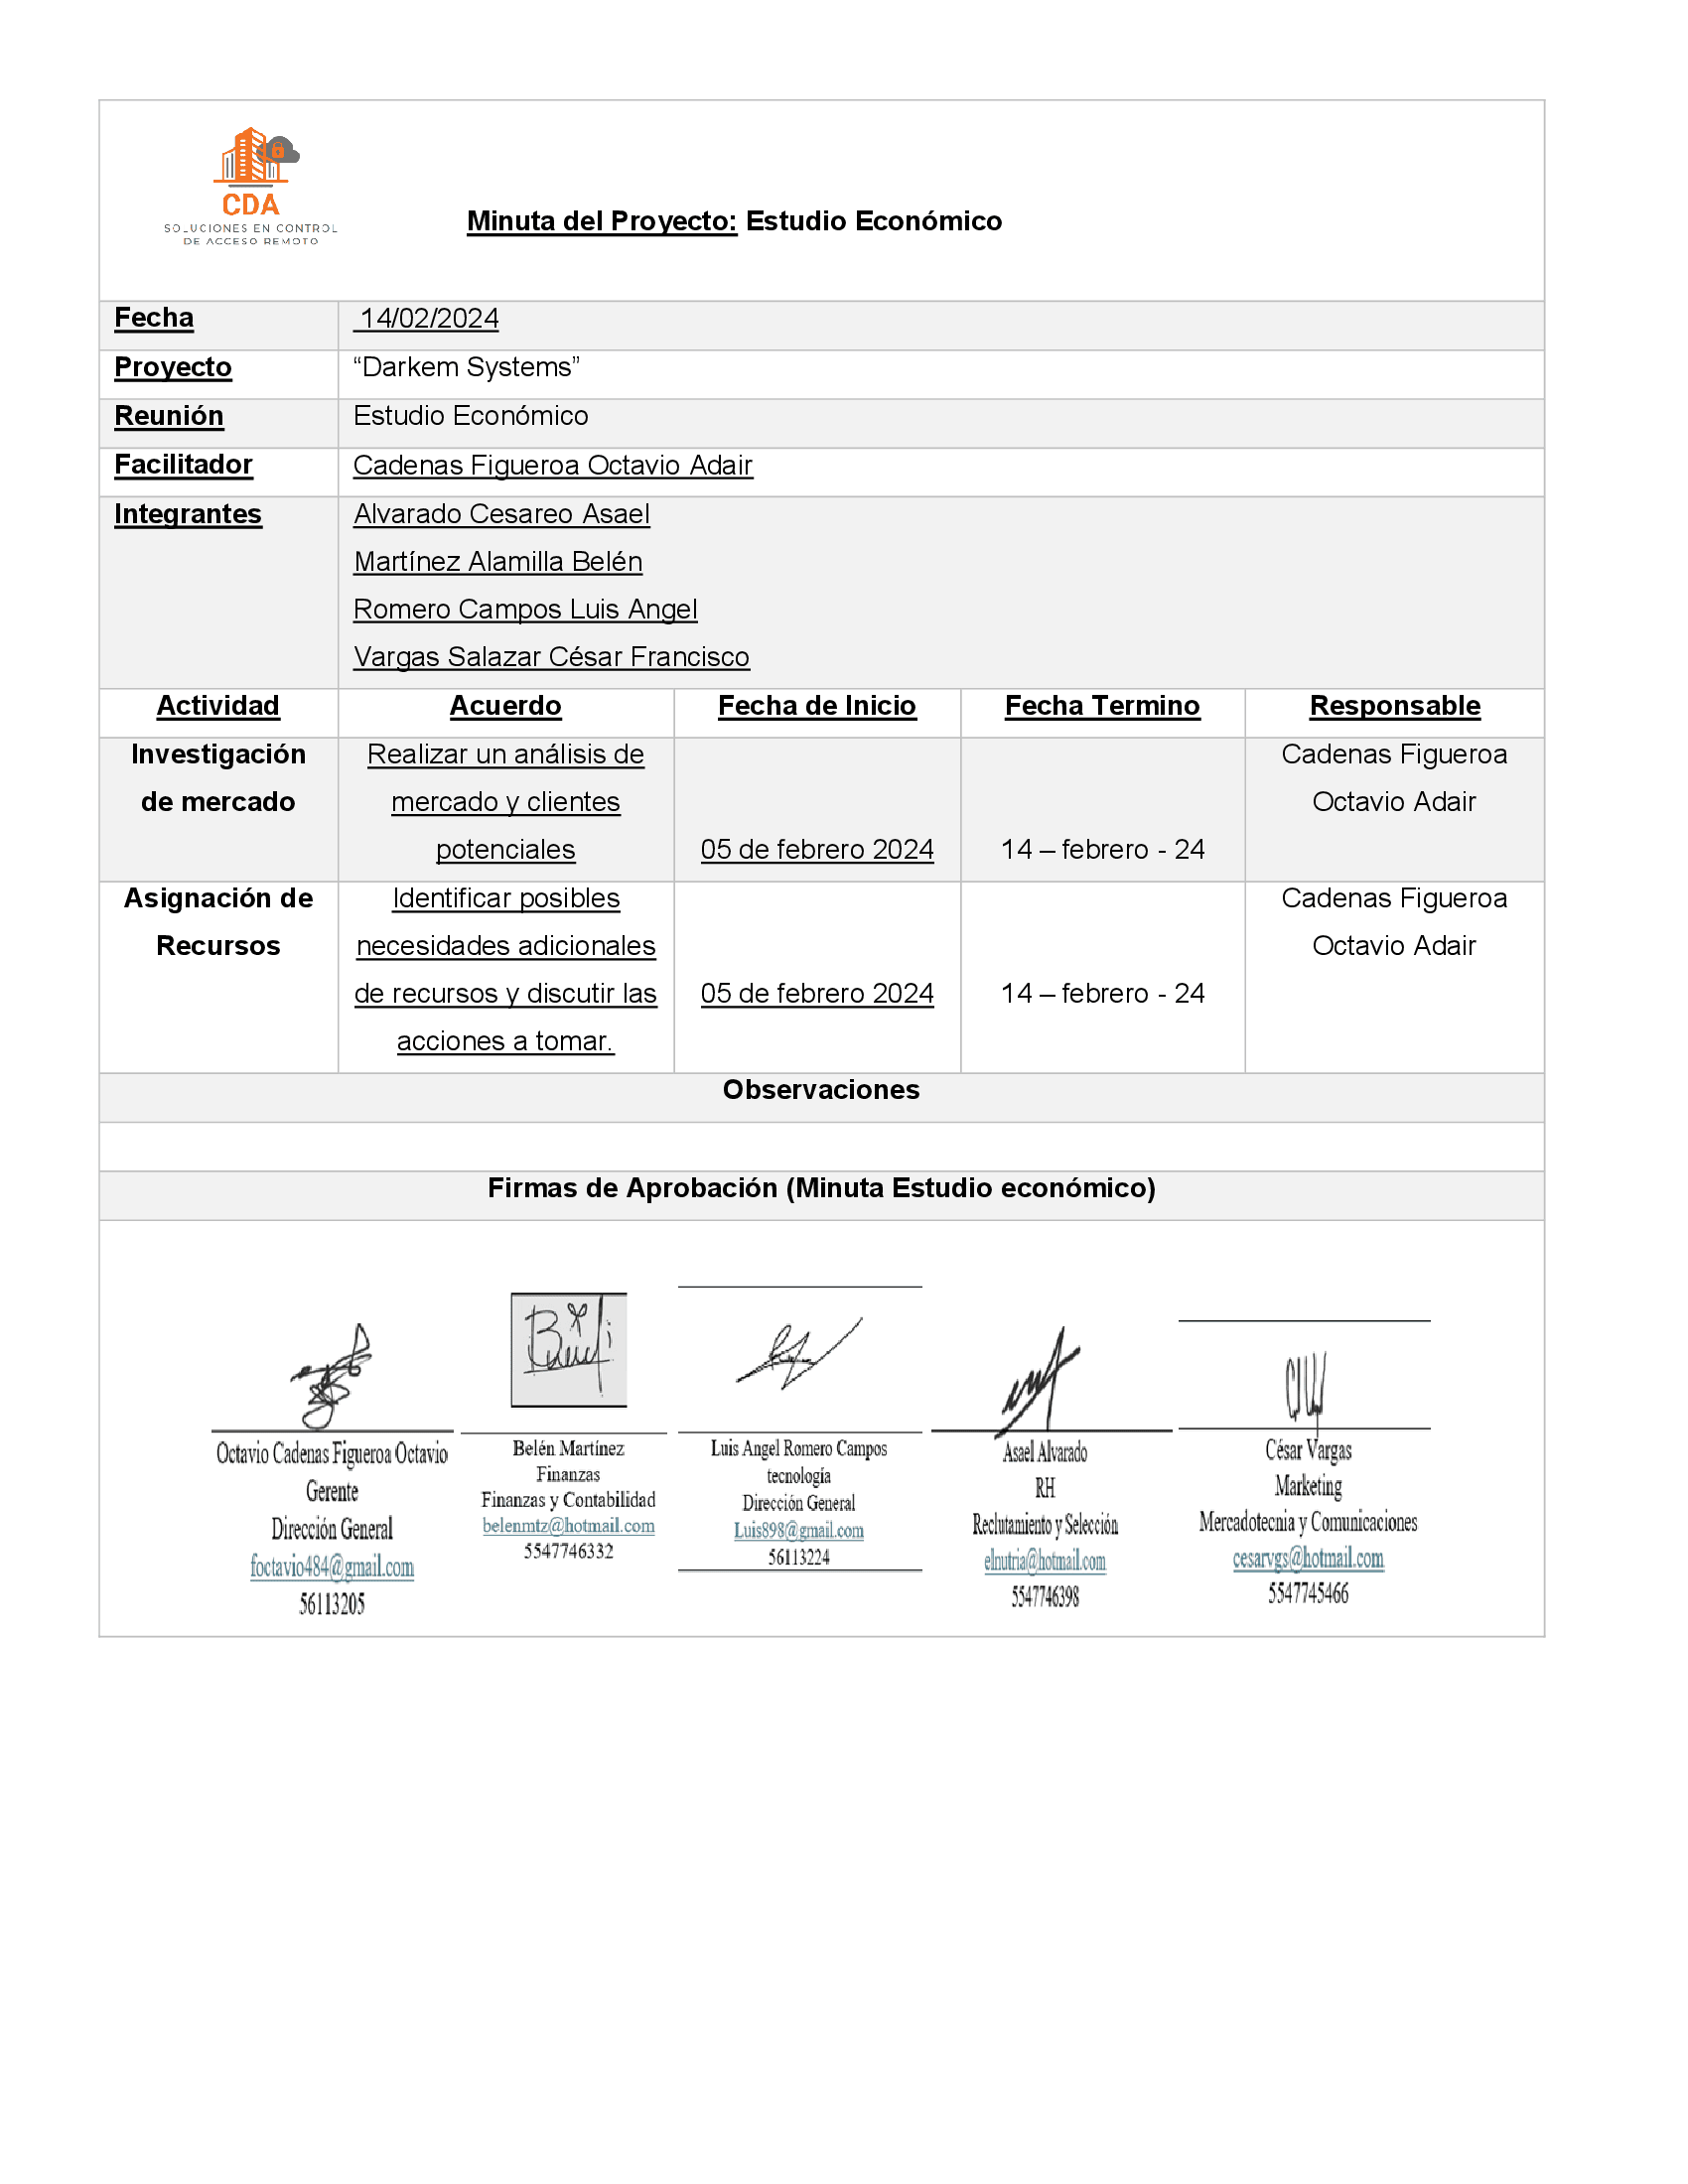 CDA
SOLUCIONES EN CONTROL
DE ACCESO REMOTO
Minuta del Proyecto: Estudio Económico
Fecha 14/02/2024
Proyecto “Darkem Systems”
Reunión Estudio Económico
Facilitador Cadenas Figueroa Octavio Adair
Integrantes Alvarado Cesareo Asael
Martínez Alamilla Belén
Romero Campos Luis Angel
Vargas Salazar César Francisco
Actividad Acuerdo Fecha de Inicio Fecha Termino Responsable
Investigación
de mercado
Realizar un análisis de
mercado y clientes
potenciales
05 de febrero 2024
14 – febrero - 24
Cadenas Figueroa
Octavio Adair
Asignación de
Recursos
Identificar posibles
necesidades adicionales
de recursos y discutir las
acciones a tomar.
05 de febrero 2024
14 – febrero - 24
Cadenas Figueroa
Octavio Adair
Observaciones
Firmas de Aprobación (Minuta Estudio económico)
Octavio Cadenas Figueroa Octavio
Gerente
Dirección General
foctavio484@gmail.com
56113205
Belén Martínez
Finanzas
Finanzas y Contabilidad
belenmtz@hotmail.com
5547746332
Luis Angel Romero Campos
tecnología
Dirección General
Luis898@gmail.com
56113224
Asael Alvarado
RH
Reclutamiento y Selección
elnutria@hotmail.com
5547746398
César Vargas
Marketing
Mercadotecnia y Comunicaciones
cesarvgs@hotmail.com
5547745466